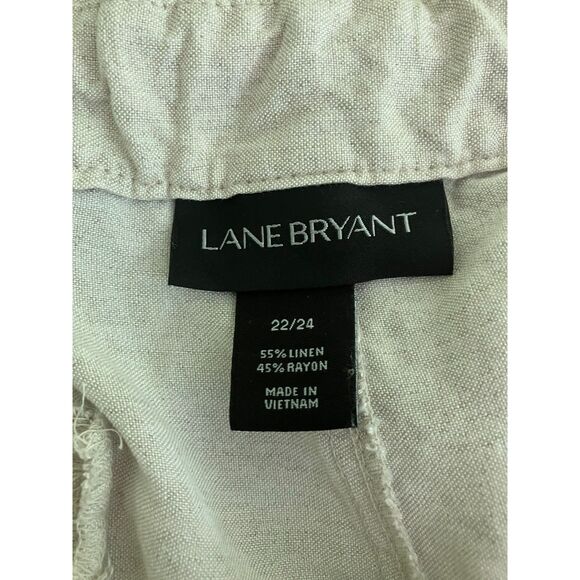 LANE BRYANT
22/24
55% LINEN
45% RAYON
MADE IN
VIETNAM